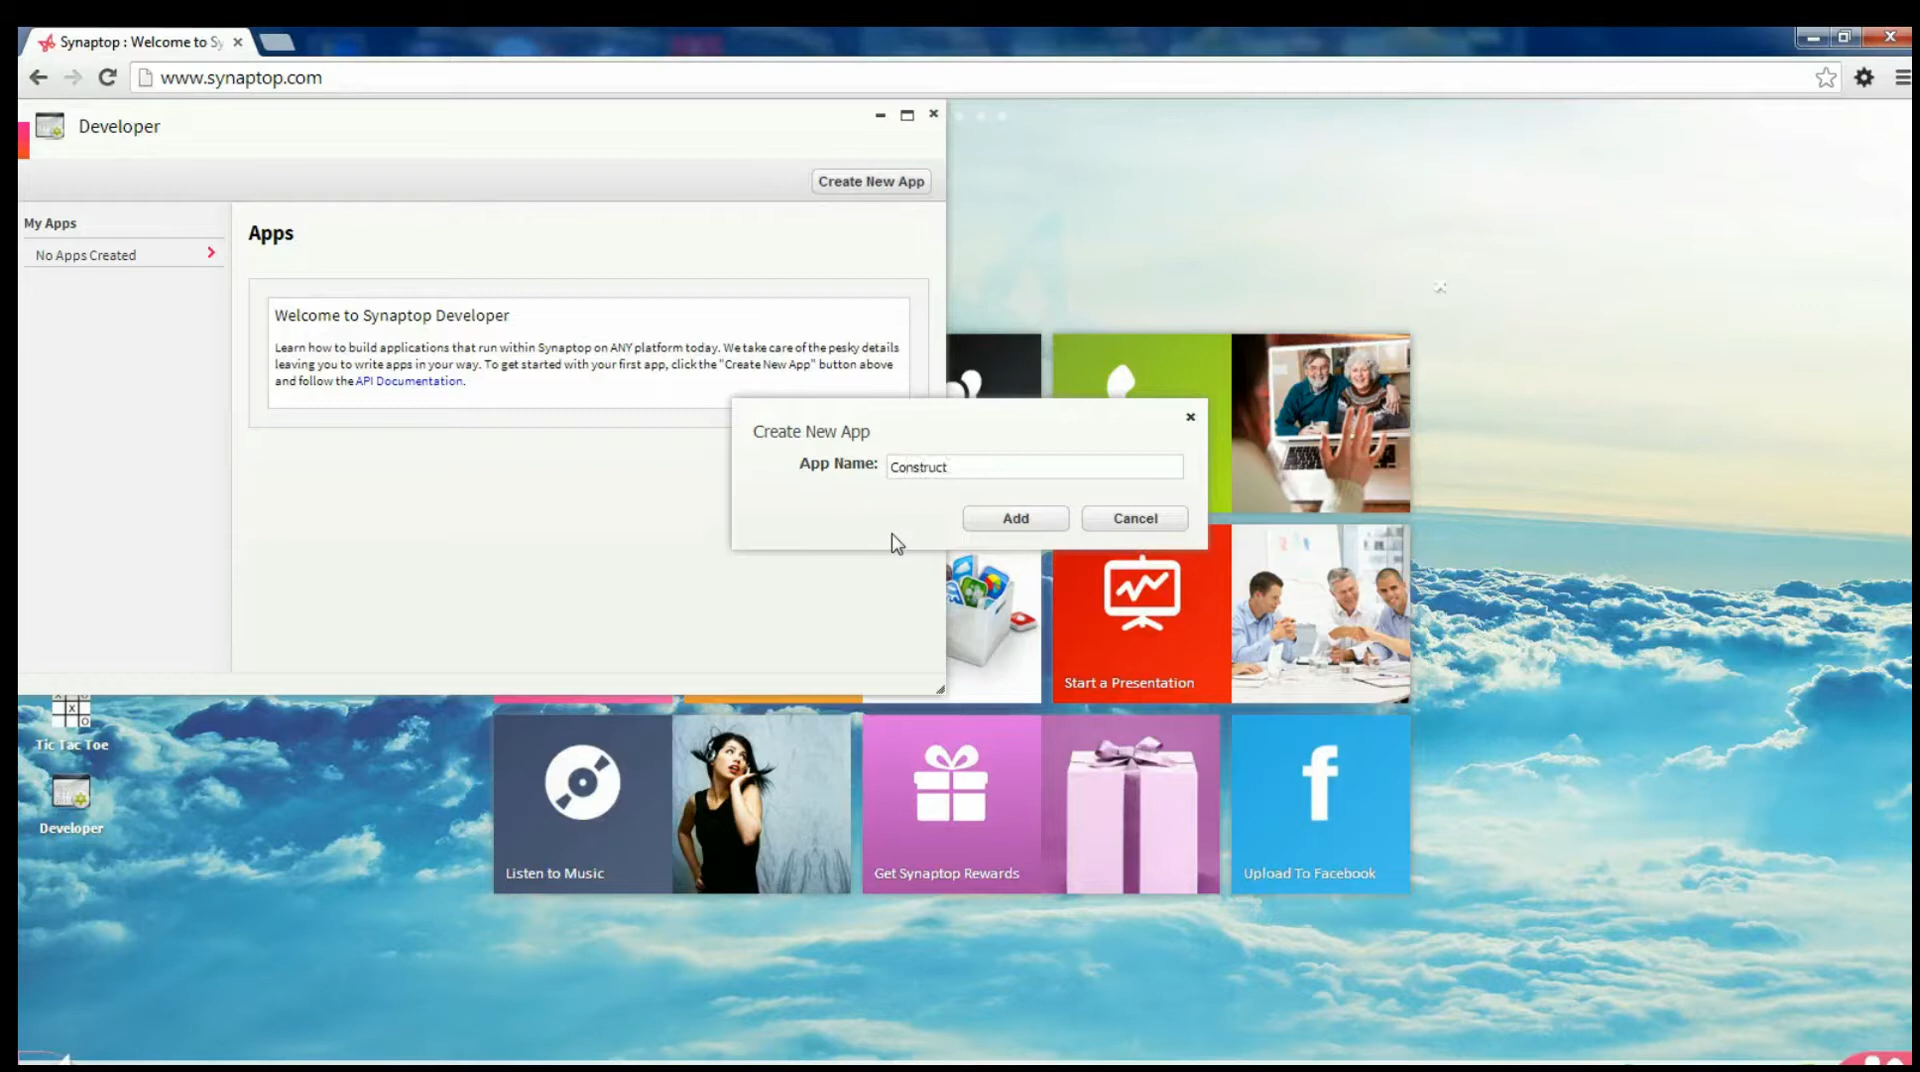 Synaptop : Welcome to Sy
www.synaptop.com
Developer
Create New App
My Apps
No Apps Created
Apps
Welcome to Synaptop Developer
Learn how to build applications that run within Synaptop on ANY platform today. We take care of the pesky details
leaving you to write apps in your way. To get started with your first app, click the "Create New App" button above
and follow the API Documentation.
Create New App
App Name: Construct
Add Cancel
Start a Presentation
Tic Tac Toe
Developer
Listen to Music
Get Synaptop Rewards
Upload To Facebook